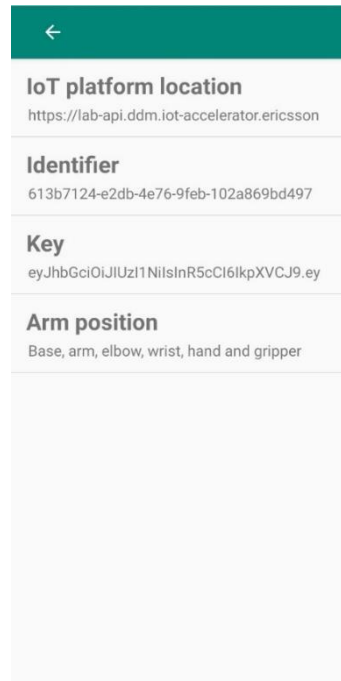 IoT platform location
https://lab-api.ddm.iot-accelerator.ericsson
Identifier
613b7124-e2db-4e76-9feb-102a869bd497
Key
eyJhbGciOiJIUzI1NiIsInR5cCI6IkpXVCJ9.ey
Arm position
Base, arm, elbow, wrist, hand and gripper